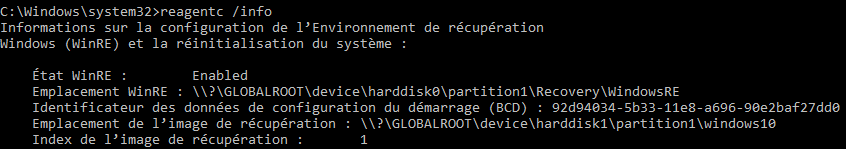 C:\Windows\system32>reagentc /info
Informations sur la configuration de l’Environnement de récupération
Windows (WinRE) et la réinitialisation du système :
État WinRE : Enabled
Emplacement WinRE : \\?\GLOBALROOT\device\harddisk0\partition1\Recovery\WindowsRE
Identificateur des données de configuration du démarrage (BCD) : 92d94034-5b33-11e8-a696-90e2baf27dd0
Emplacement de l’image de récupération : \\?\GLOBALROOT\device\harddisk1\partition1\windows10
Index de l’image de récupération : 1